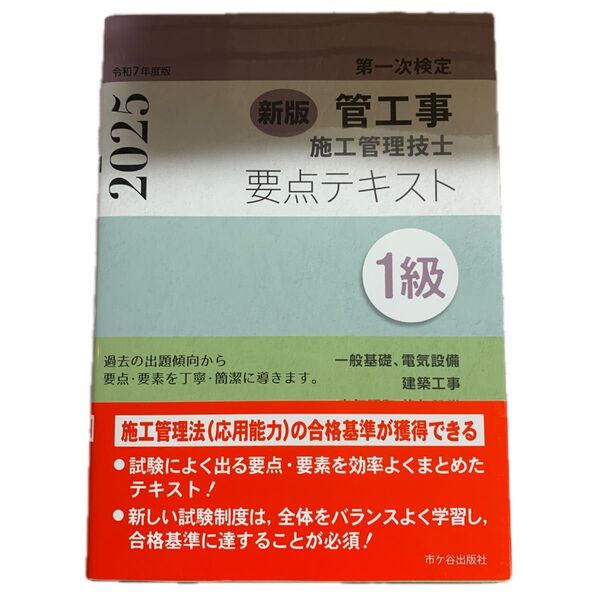 令和7年度版
2025
第一次検定
新版 管工事
施工管理技士
要点テキスト
1級
過去の出題傾向から
要点・要素を丁寧・簡潔に導きます。
一般基礎、電気設備
建築工事
施工管理法(応用能力)の合格基準が獲得できる
●試験によく出る要点・要素を効率よくまとめた
テキスト!
●新しい試験制度は,全体をバランスよく学習し,
合格基準に達することが必須!
市ケ谷出版社